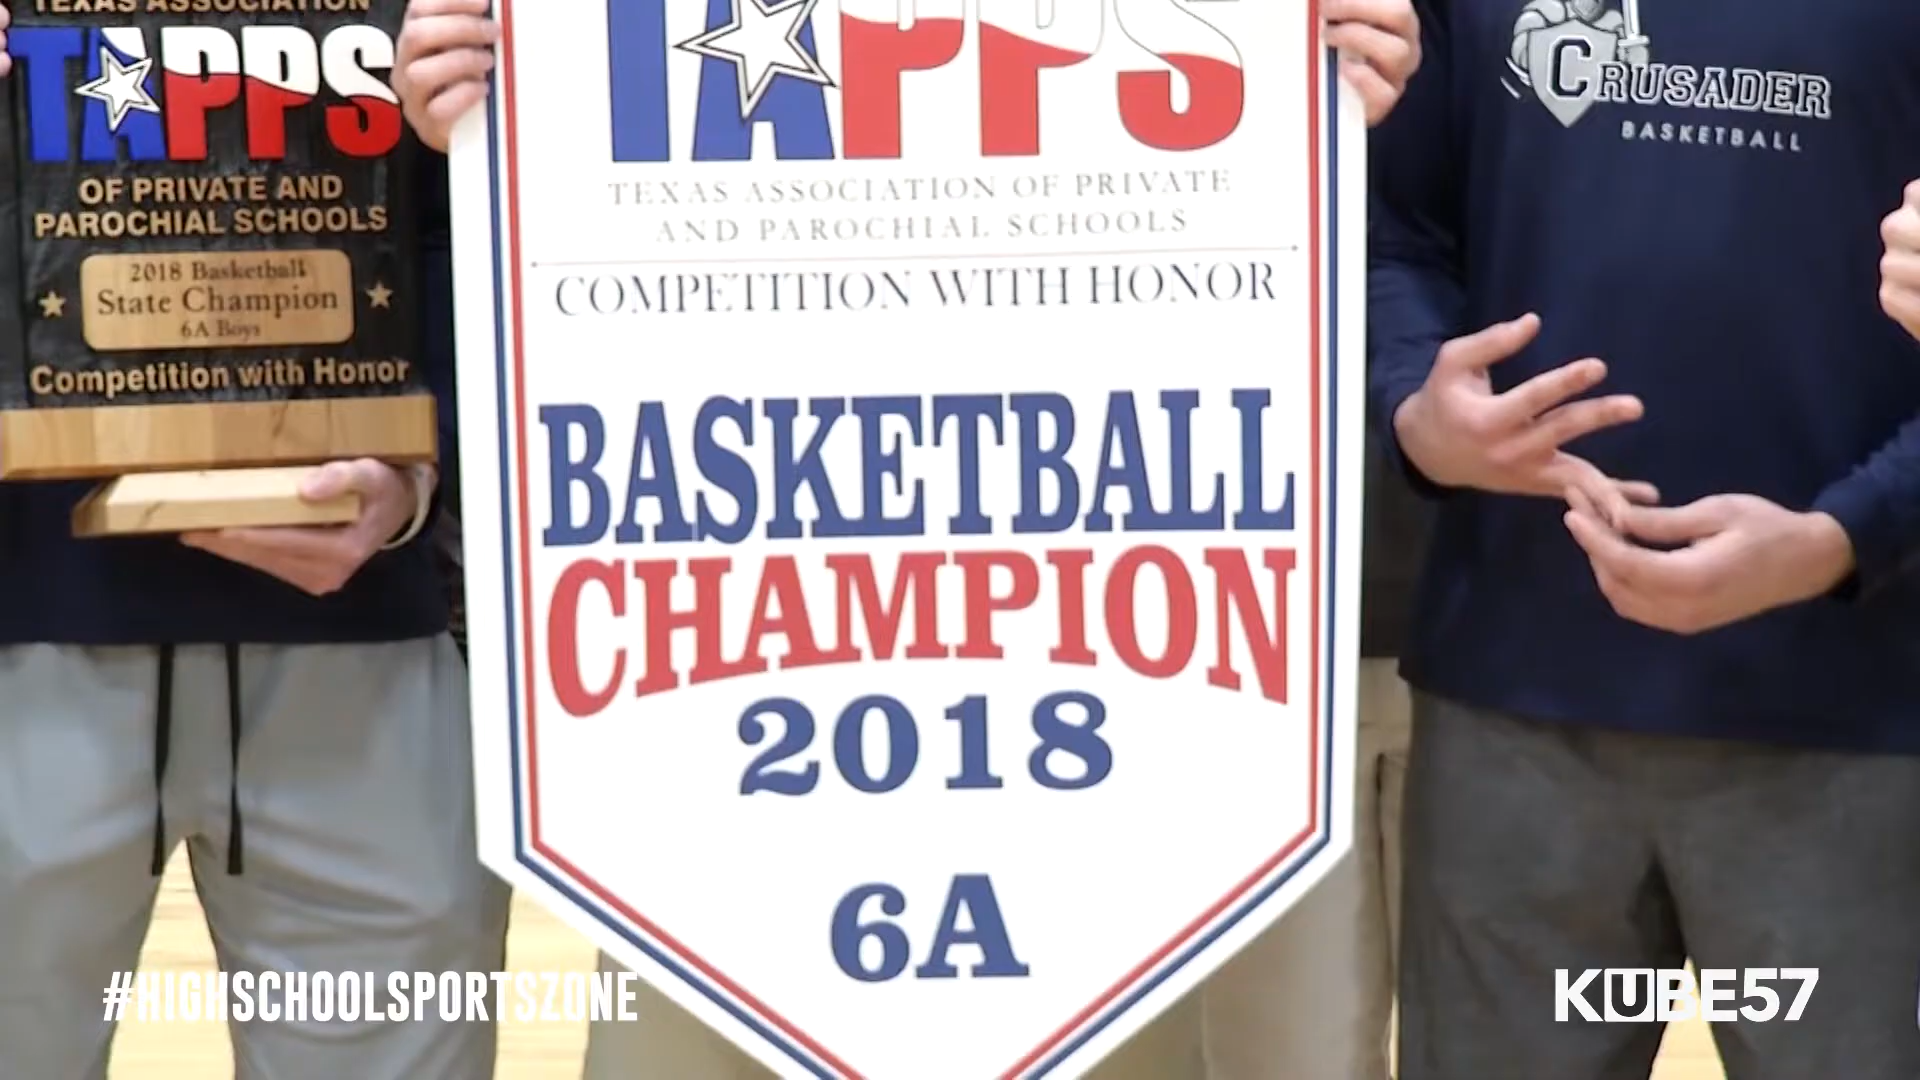 TEXAS ASSOCIATION
TAPPS
OF PRIVATE AND
PAROCHIAL SCHOOLS
2018 Basketball
State Champion
6A Boys
Competition with Honor
TAPPS
TEXAS ASSOCIATION OF PRIVATE
AND PAROCHIAL SCHOOLS
COMPETITION WITH HONOR
BASKETBALL
CHAMPION
2018
6A
CRUSADER
BASKETBALL
#HIGHSCHOOLSPORTSZONE
KUBE57